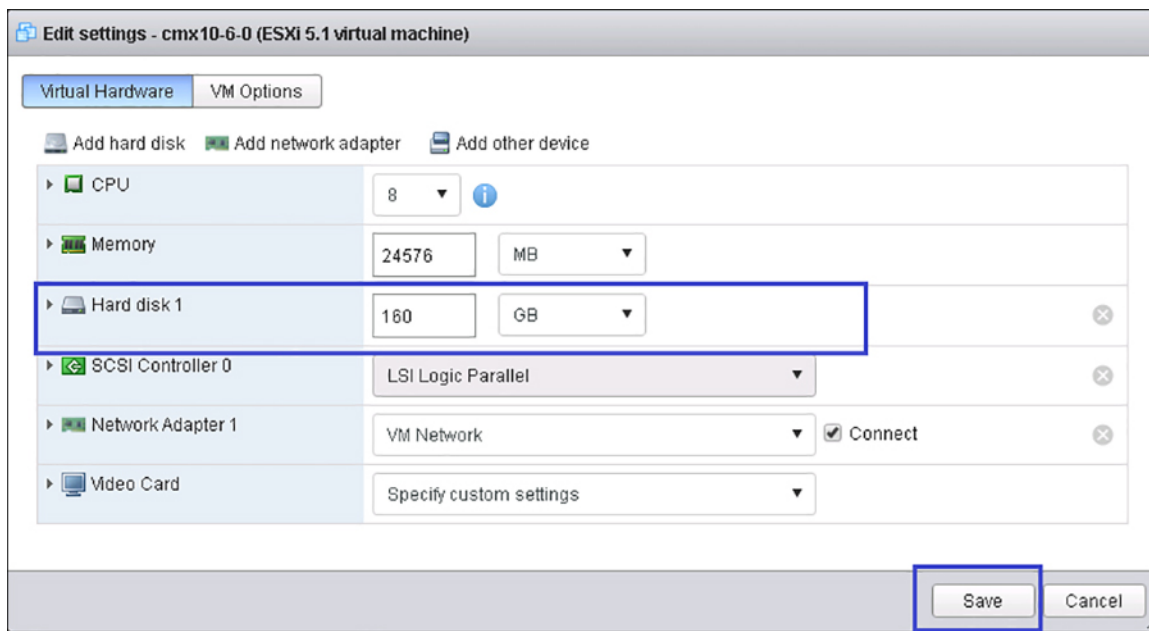 Edit settings - cmx10-6-0 (ESXi 5.1 virtual machine)
Virtual Hardware VM Options
Add hard disk Add network adapter Add other device
CPU 8
Memory 24576 MB
Hard disk 1 160 GB
SCSI Controller 0 LSI Logic Parallel
Network Adapter 1 VM Network Connect
Video Card Specify custom settings
Save Cancel